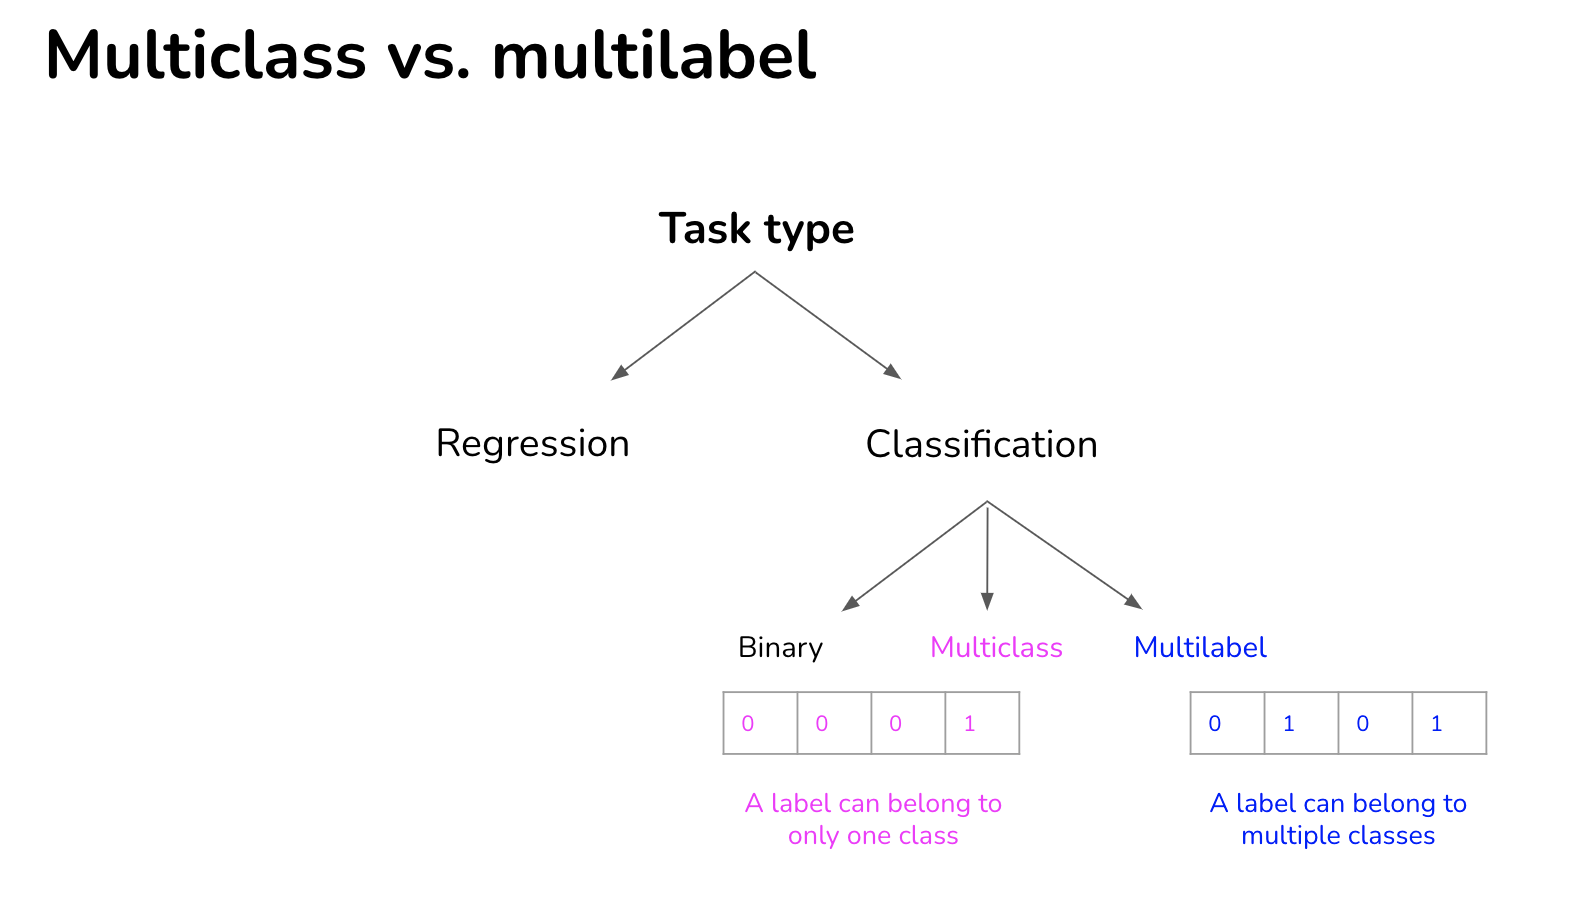 Multiclass vs. multilabel
Task type
Regression
Classification
Binary
Multiclass
Multilabel
0 0 0 1
0 1 0 1
A label can belong to
only one class
A label can belong to
multiple classes